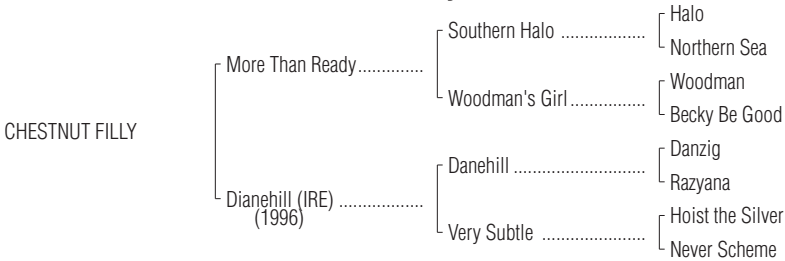 Halo
Southern Halo ...................
Northern Sea
More Than Ready..............
Woodman
Woodman's Girl................
Becky Be Good
CHESTNUT FILLY
Danzig
Danehill ..........................
Razyana
Dianehill (IRE) ..................
(1996)
Hoist the Silver
Very Subtle ......................
Never Scheme